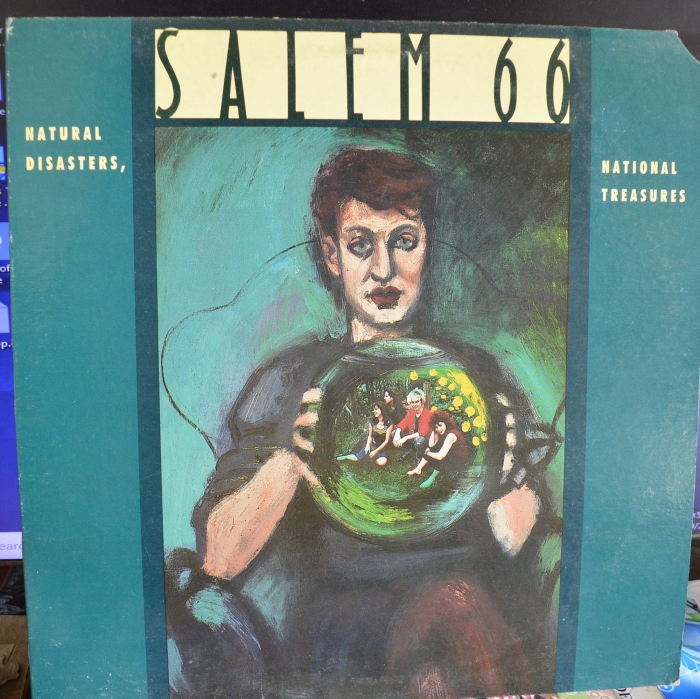 SALEM 66
NATURAL
DISASTERS,
NATIONAL
TREASURES